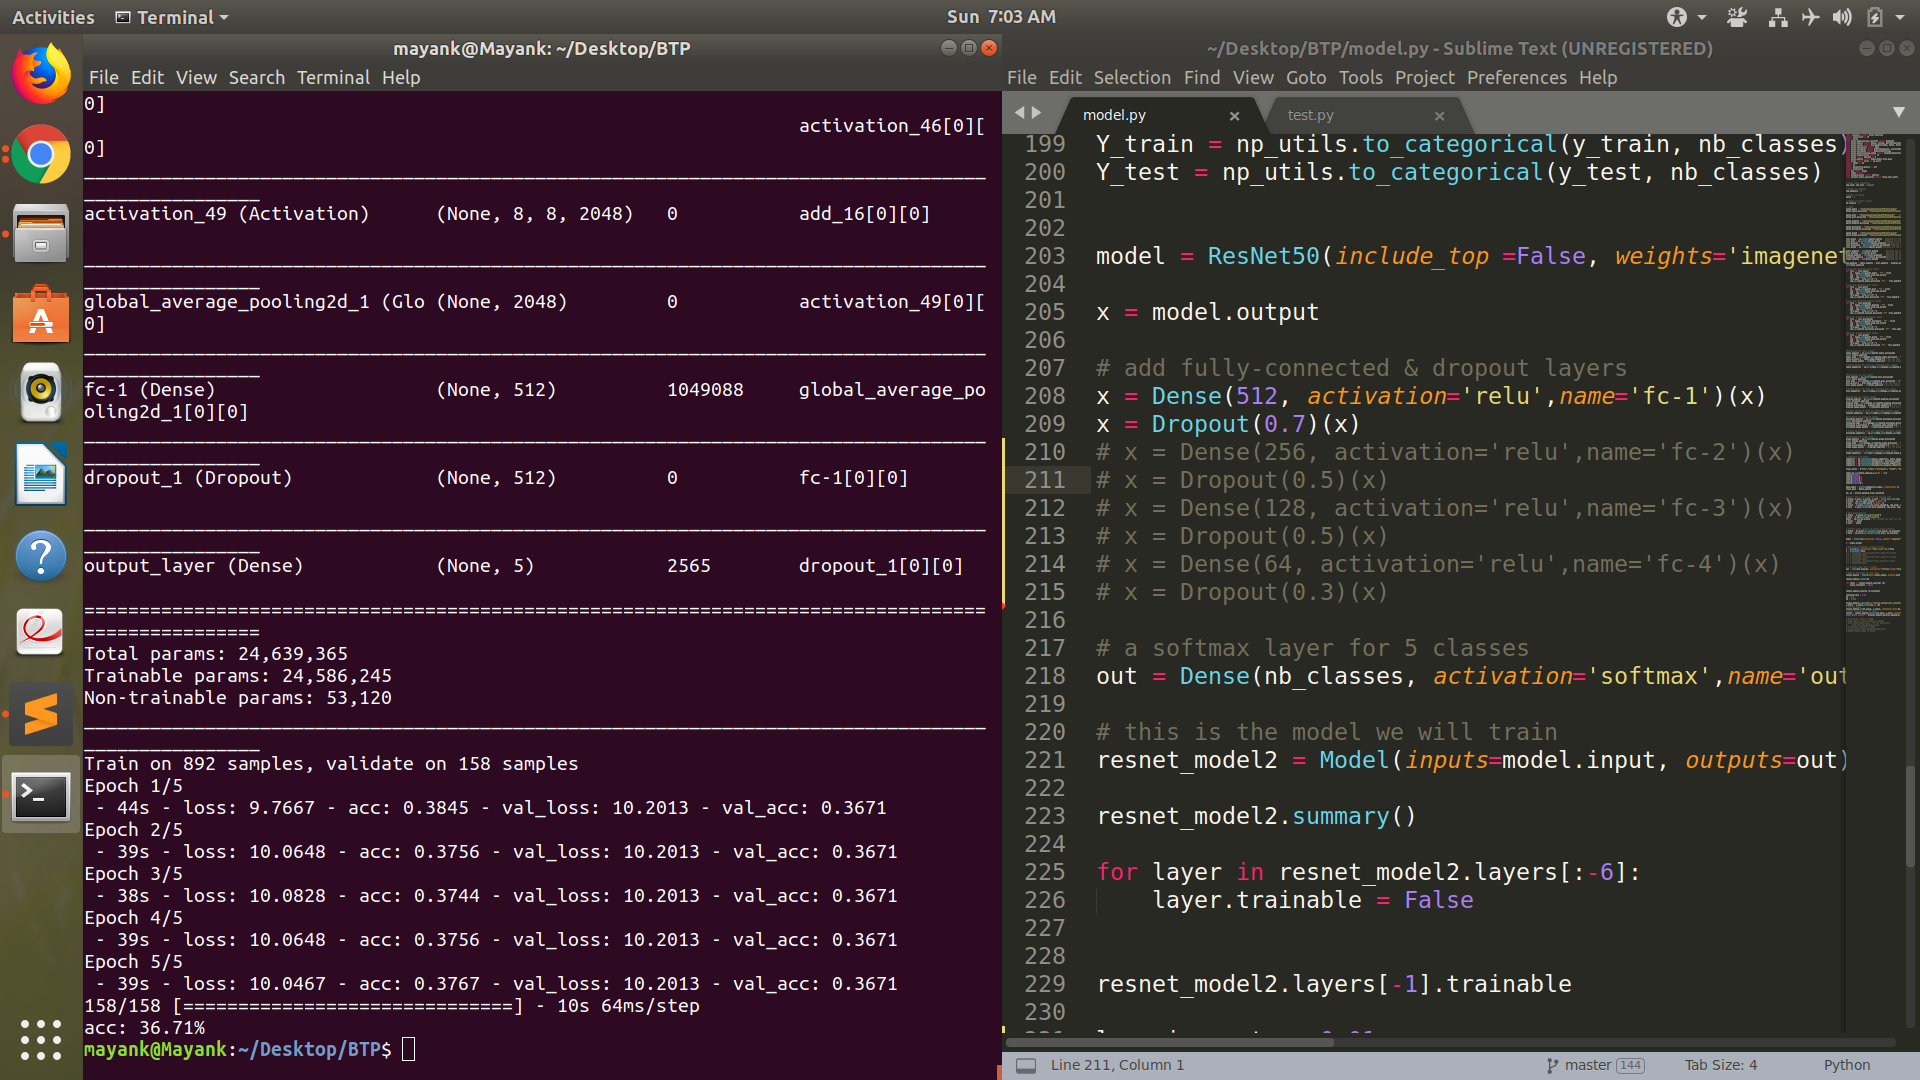 Activities
Terminal
Sun 7:03 AM
mayank@Mayank: ~/Desktop/BTP
File Edit View Search Terminal Help
0]
activation_46[0][
0]
__________________________________________________________________________________
________________
activation_49 (Activation)      (None, 8, 8, 2048)   0           add_16[0][0]
__________________________________________________________________________________
________________
global_average_pooling2d_1 (Glo (None, 2048)         0           activation_49[0][
0]
__________________________________________________________________________________
________________
fc-1 (Dense)                    (None, 512)          1049088     global_average_po
oling2d_1[0][0]
__________________________________________________________________________________
________________
dropout_1 (Dropout)             (None, 512)          0           fc-1[0][0]
__________________________________________________________________________________
________________
output_layer (Dense)            (None, 5)            2565        dropout_1[0][0]
==================================================================================
================
Total params: 24,639,365
Trainable params: 24,586,245
Non-trainable params: 53,120
__________________________________________________________________________________
________________
Train on 892 samples, validate on 158 samples
Epoch 1/5
 - 44s - loss: 9.7667 - acc: 0.3845 - val_loss: 10.2013 - val_acc: 0.3671
Epoch 2/5
 - 39s - loss: 10.0648 - acc: 0.3756 - val_loss: 10.2013 - val_acc: 0.3671
Epoch 3/5
 - 38s - loss: 10.0828 - acc: 0.3744 - val_loss: 10.2013 - val_acc: 0.3671
Epoch 4/5
 - 39s - loss: 10.0648 - acc: 0.3756 - val_loss: 10.2013 - val_acc: 0.3671
Epoch 5/5
 - 39s - loss: 10.0467 - acc: 0.3767 - val_loss: 10.2013 - val_acc: 0.3671
158/158 [==============================] - 10s 64ms/step
acc: 36.71%
mayank@Mayank:~/Desktop/BTP$
~/Desktop/BTP/model.py - Sublime Text (UNREGISTERED)
File Edit Selection Find View Goto Tools Project Preferences Help
model.py
test.py
199 Y_train = np_utils.to_categorical(y_train, nb_classes)
200 Y_test = np_utils.to_categorical(y_test, nb_classes)
201
202
203 model = ResNet50(include_top =False, weights='imagenet
204
205 x = model.output
206
207 # add fully-connected & dropout layers
208 x = Dense(512, activation='relu',name='fc-1')(x)
209 x = Dropout(0.7)(x)
210 # x = Dense(256, activation='relu',name='fc-2')(x)
211 # x = Dropout(0.5)(x)
212 # x = Dense(128, activation='relu',name='fc-3')(x)
213 # x = Dropout(0.5)(x)
214 # x = Dense(64, activation='relu',name='fc-4')(x)
215 # x = Dropout(0.3)(x)
216
217 # a softmax layer for 5 classes
218 out = Dense(nb_classes, activation='softmax',name='out
219
220 # this is the model we will train
221 resnet_model2 = Model(inputs=model.input, outputs=out)
222
223 resnet_model2.summary()
224
225 for layer in resnet_model2.layers[:-6]:
226     layer.trainable = False
227
228
229 resnet_model2.layers[-1].trainable
230
Line 211, Column 1
master 144
Tab Size: 4
Python